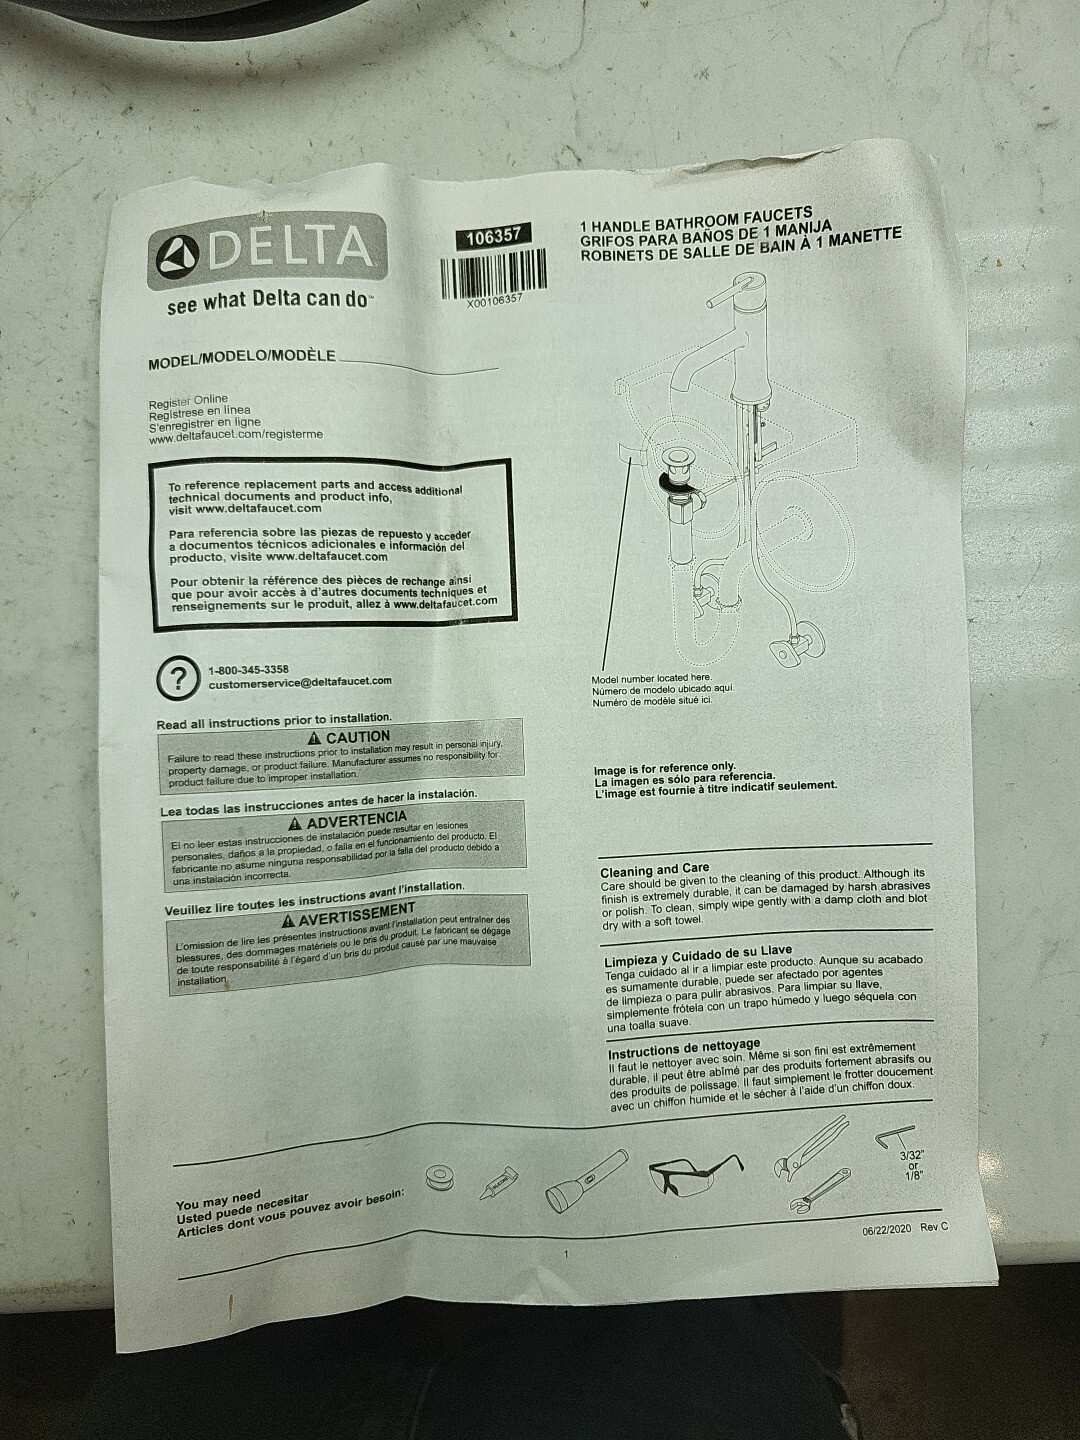 DELTA
see what Delta can do™
106357
X00106357
1 HANDLE BATHROOM FAUCETS
GRIFOS PARA BAÑOS DE 1 MANIJA
ROBINETS DE SALLE DE BAIN À 1 MANETTE
MODEL/MODELO/MODÈLE
Register Online
Regístrese en línea
S'enregistrer en ligne
www.deltafaucet.com/registerme
To reference replacement parts and access additional
technical documents and product info,
visit www.deltafaucet.com
Para referencia sobre las piezas de repuesto y acceder
a documentos técnicos adicionales e información del
producto, visite www.deltafaucet.com
Pour obtenir la référence des pièces de rechange ainsi
que pour avoir accès à d'autres documents techniques et
renseignements sur le produit, allez à www.deltafaucet.com
?
1-800-345-3358
customerservice@deltafaucet.com
Read all instructions prior to installation.
CAUTION
Failure to read these instructions prior to installation may result in personal injury,
property damage, or product failure. Manufacturer assumes no responsibility for
product failure due to improper installation.
Lea todas las instrucciones antes de hacer la instalación.
ADVERTENCIA
El no leer estas instrucciones de instalación puede resultar en lesiones
personales, daños a la propiedad, o falla en el funcionamiento del producto. El
fabricante no asume ninguna responsabilidad por la falla del producto debido a
una instalación incorrecta.
Veuillez lire toutes les instructions avant l'installation.
AVERTISSEMENT
L'omission de lire les présentes instructions avant l'installation peut entraîner des
blessures, des dommages matériels ou le bris du produit. Le fabricant se dégage
de toute responsabilité à l'égard d'un bris du produit causé par une mauvaise
installation.
Model number located here.
Número de modelo ubicado aquí.
Numéro de modèle situé ici.
Image is for reference only.
La imagen es sólo para referencia.
L'image est fournie à titre indicatif seulement.
Cleaning and Care
Care should be given to the cleaning of this product. Although its
finish is extremely durable, it can be damaged by harsh abrasives
or polish. To clean, simply wipe gently with a damp cloth and blot
dry with a soft towel.
Limpieza y Cuidado de su Llave
Tenga cuidado al ir a limpiar este producto. Aunque su acabado
es sumamente durable, puede ser afectado por agentes
de limpieza o para pulir abrasivos. Para limpiar su llave,
simplemente frótela con un trapo húmedo y luego séquela con
una toalla suave.
Instructions de nettoyage
Il faut le nettoyer avec soin. Même si son fini est extrêmement
durable, il peut être abîmé par des produits fortement abrasifs ou
des produits de polissage. Il faut simplement le frotter doucement
avec un chiffon humide et le sécher à l'aide d'un chiffon doux.
You may need
Usted puede necesitar
Articles dont vous pouvez avoir besoin:
SILICONE
3/32"
or
1/8"
06/22/2020 Rev C
1